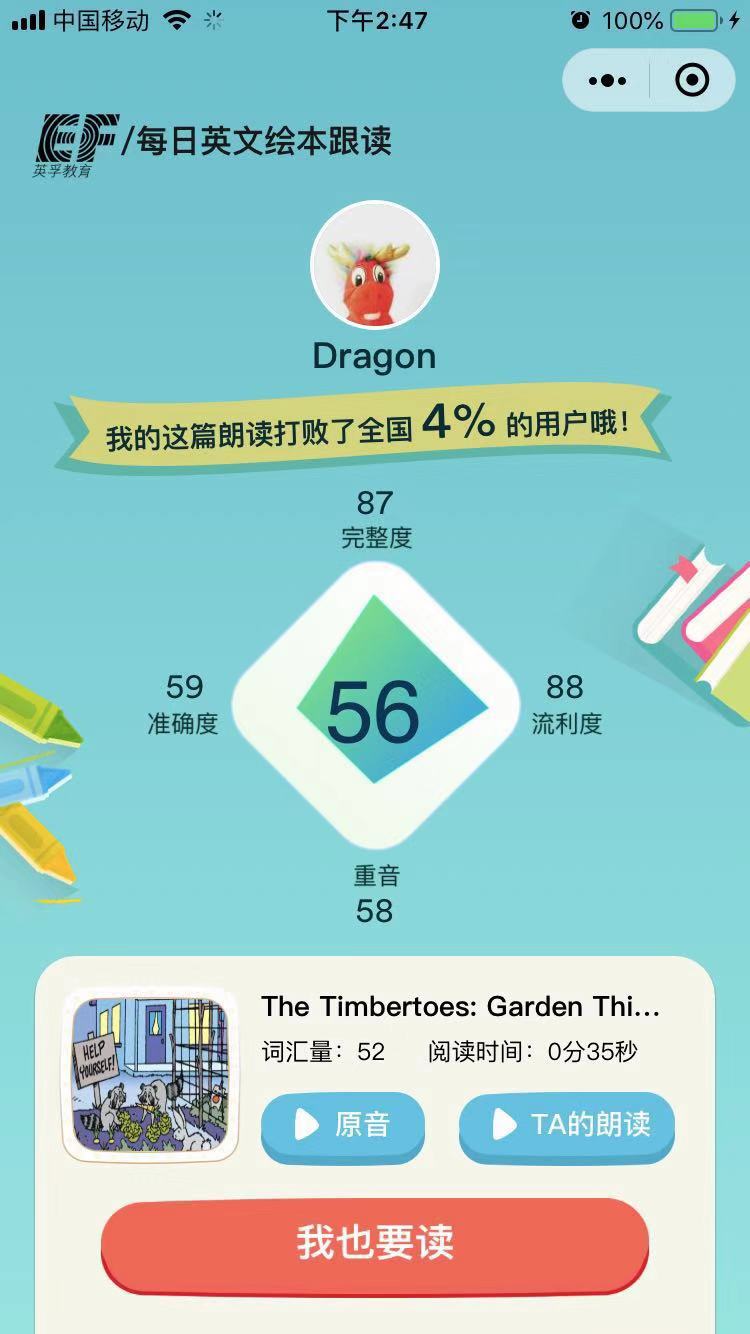 中国移动 下午2:47 100%
EF/每日英文绘本跟读
英孚教育
Dragon
我的这篇朗读打败了全国 4% 的用户哦!
87
完整度
59
准确度
56
88
流利度
重音
58
HELP
YOURSELF!
The Timbertoes: Garden Thi...
词汇量：52 阅读时间：0分35秒
原音 TA的朗读
我也要读